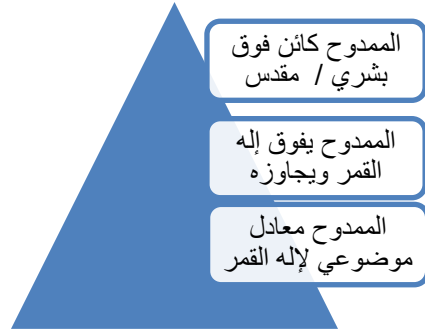 الممدوح كائن فوق
بشري / مقدس
الممدوح يفوق إله
القمر ويجاوزه
الممدوح معادل
موضوعي لإله القمر